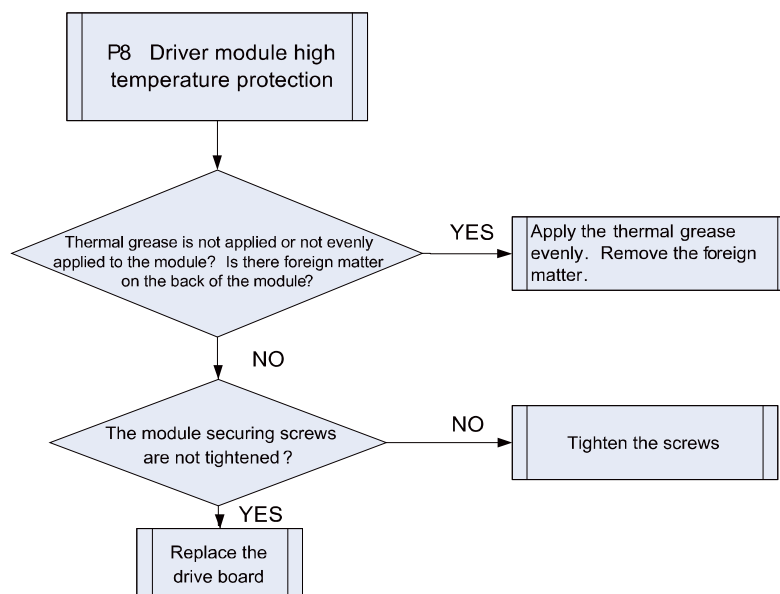 P8 Driver module high
temperature protection
Thermal grease is not applied or not evenly
applied to the module? Is there foreign matter
on the back of the module?
YES
Apply the thermal grease
evenly. Remove the foreign
matter.
NO
The module securing screws
are not tightened?
NO
Tighten the screws
YES
Replace the
drive board